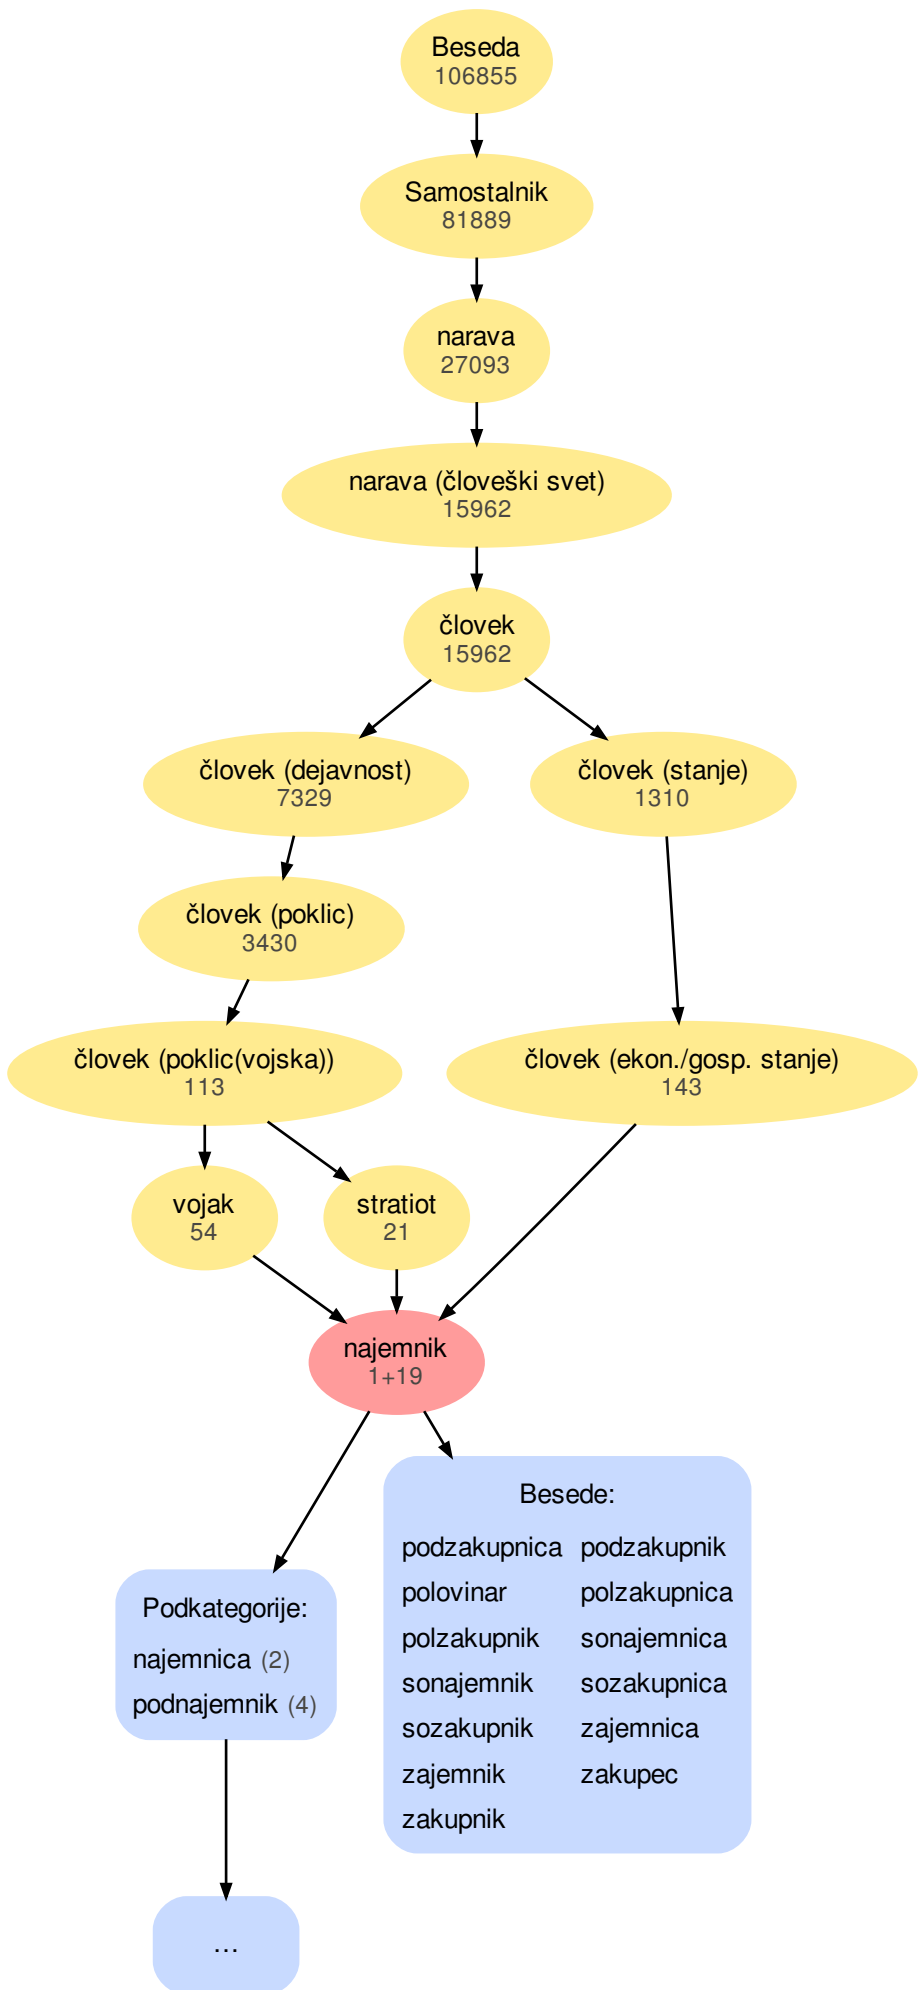 Beseda
106855
Samostalnik
81889
narava
27093
narava (človeški svet)
15962
človek
15962
človek (dejavnost)
7329
človek (stanje)
1310
človek (poklic)
3430
človek (poklic(vojska))
113
človek (ekon./gosp. stanje)
143
vojak
54
stratiot
21
najemnik
1+19
Besede:
podzakupnica podzakupnik
polovinar polzakupnica
polzakupnik sonajemnica
sonajemnik sozakupnica
sozakupnik zajemnica
zajemnik zakupec
zakupnik
Podkategorije:
najemnica (2)
podnajemnik (4)
...